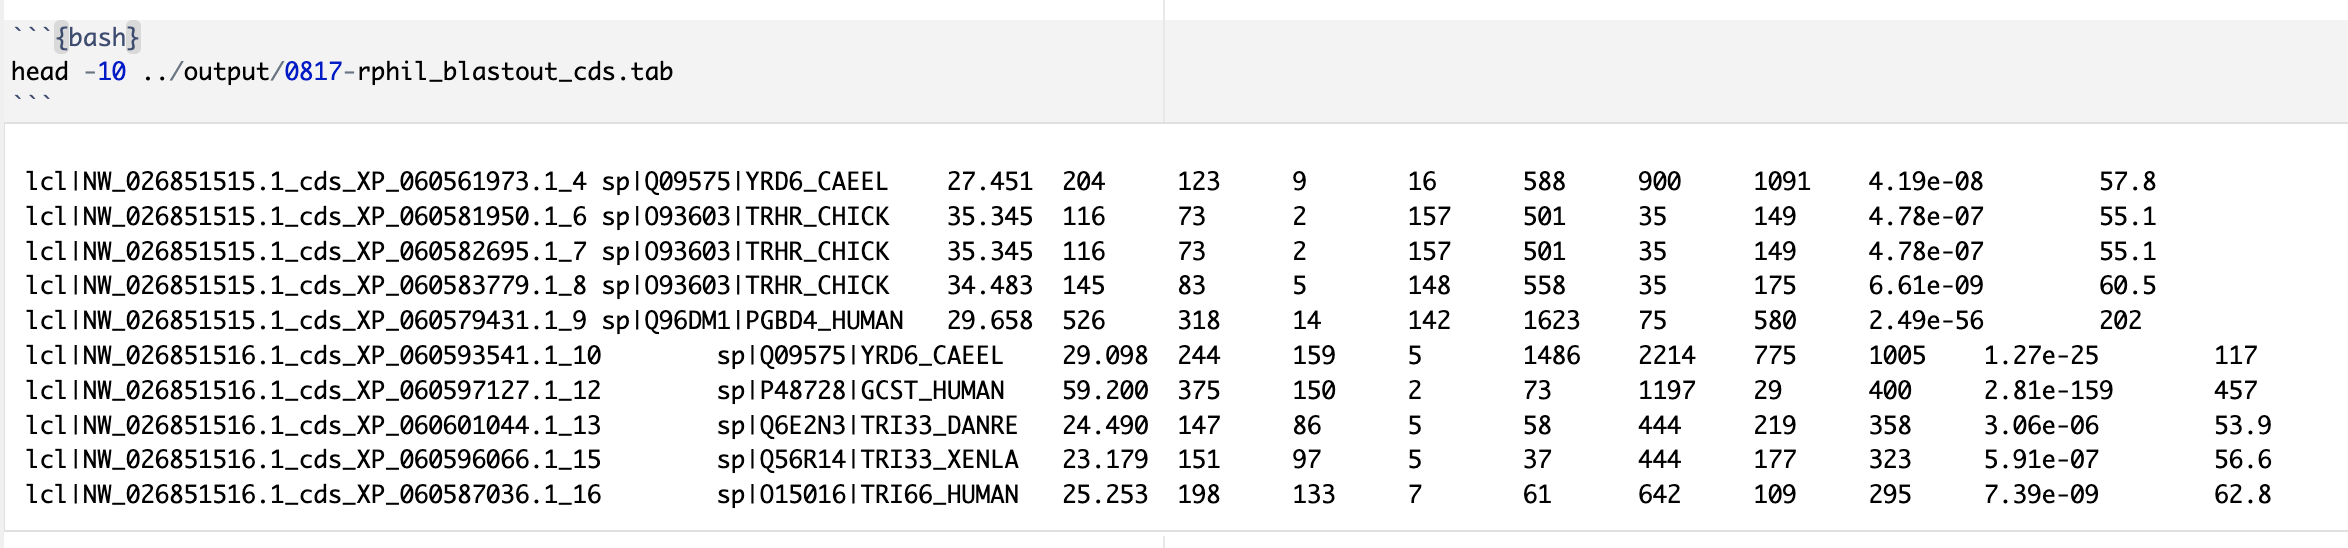 ```{bash}
head -10 ../output/0817-rphil_blastout_cds.tab
```
lcl|NW_026851515.1_cds_XP_060561973.1_4 sp|Q09575|YRD6_CAEEL 27.451 204 123 9 16 588 900 1091 4.19e-08 57.8
lcl|NW_026851515.1_cds_XP_060581950.1_6 sp|O93603|TRHR_CHICK 35.345 116 73 2 157 501 35 149 4.78e-07 55.1
lcl|NW_026851515.1_cds_XP_060582695.1_7 sp|O93603|TRHR_CHICK 35.345 116 73 2 157 501 35 149 4.78e-07 55.1
lcl|NW_026851515.1_cds_XP_060583779.1_8 sp|O93603|TRHR_CHICK 34.483 145 83 5 148 558 35 175 6.61e-09 60.5
lcl|NW_026851515.1_cds_XP_060579431.1_9 sp|Q96DM1|PGBD4_HUMAN 29.658 526 318 14 142 1623 75 580 2.49e-56 202
lcl|NW_026851516.1_cds_XP_060593541.1_10 sp|Q09575|YRD6_CAEEL 29.098 244 159 5 1486 2214 775 1005 1.27e-25 117
lcl|NW_026851516.1_cds_XP_060597127.1_12 sp|P48728|GCST_HUMAN 59.200 375 150 2 73 1197 29 400 2.81e-159 457
lcl|NW_026851516.1_cds_XP_060601044.1_13 sp|Q6E2N3|TRI33_DANRE 24.490 147 86 5 58 444 219 358 3.06e-06 53.9
lcl|NW_026851516.1_cds_XP_060596066.1_15 sp|Q56R14|TRI33_XENLA 23.179 151 97 5 37 444 177 323 5.91e-07 56.6
lcl|NW_026851516.1_cds_XP_060587036.1_16 sp|O15016|TRI66_HUMAN 25.253 198 133 7 61 642 109 295 7.39e-09 62.8